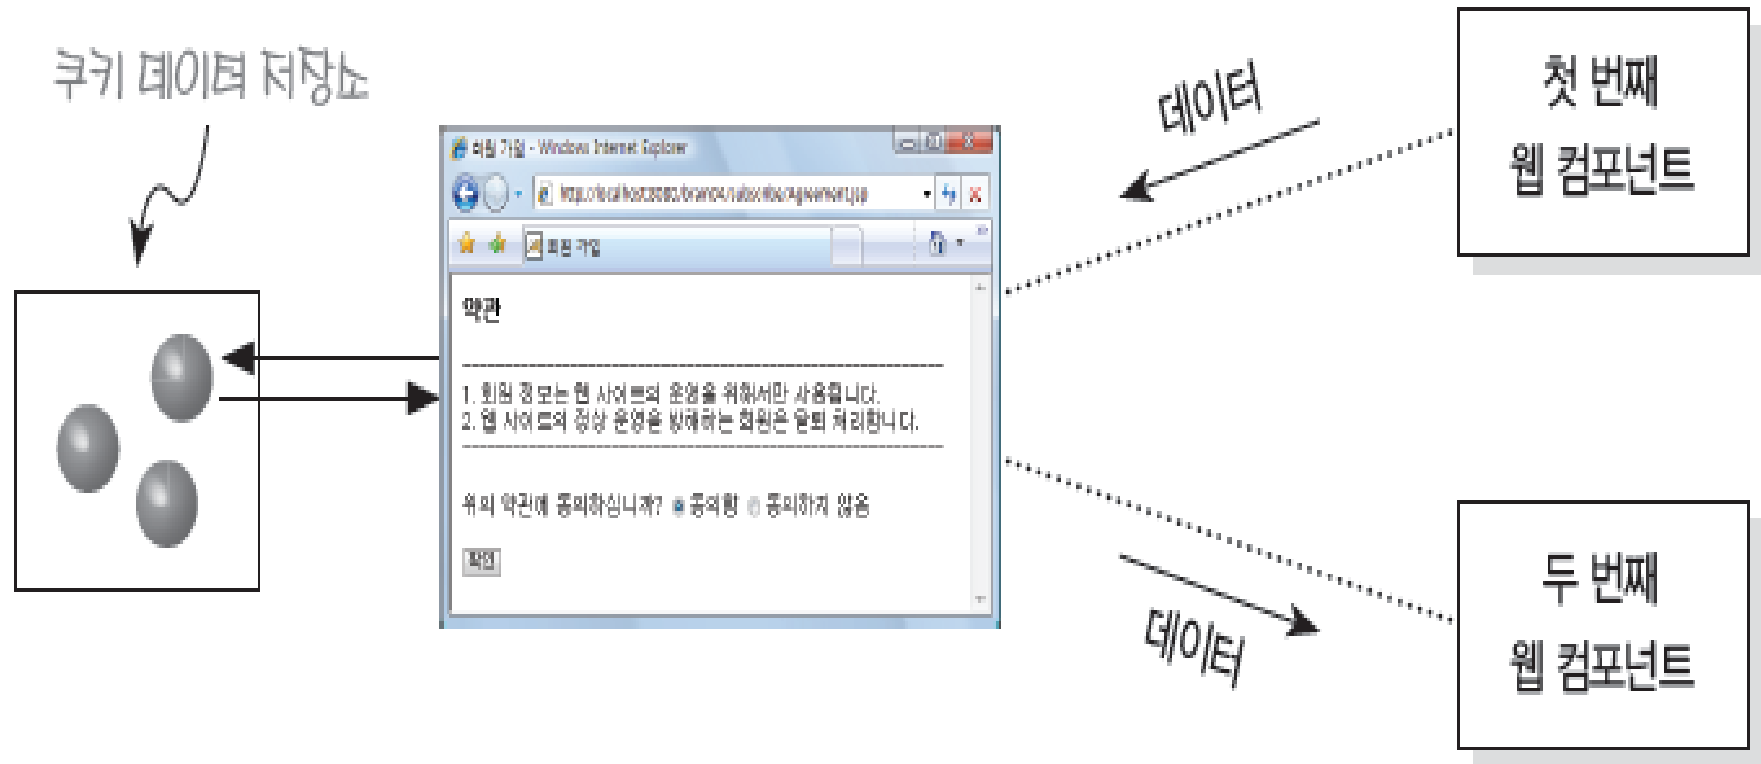 쿠키 데이터 저장소
데이터
첫 번째
웹 컴포넌트
회원 가입 - Windows Internet Explorer
회원 가입
약관
1. 회원 정보는 웹 사이트의 운영을 위해서만 사용됩니다.
2. 웹 사이트의 정상 운영을 방해하는 회원은 탈퇴 처리합니다.
위의 약관에 동의하십니까? 동의함 동의하지 않음
확인
데이터
두 번째
웹 컴포넌트